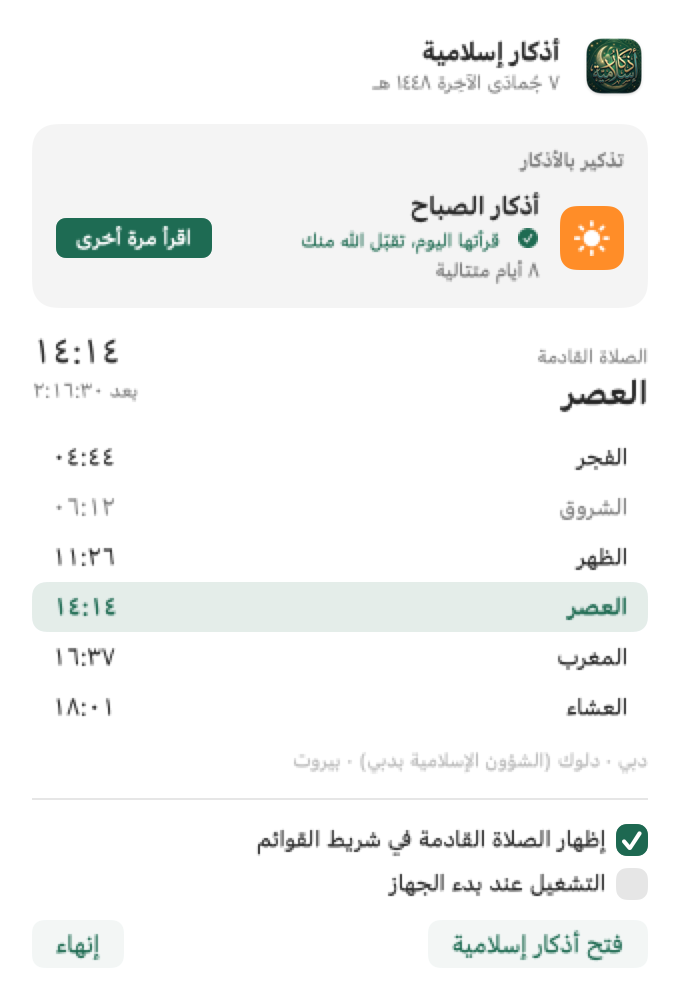 أذكار إسلامية
٧ جُمادَى الآخِرة ١٤٤٨ هـ
تذكير بالأذكار
أذكار الصباح
قرأتها اليوم، تقبّل الله منك
٨ أيام متتالية
اقرأ مرة أخرى
الصلاة القادمة
١٤:١٤
العصر
بعد ٢:١٦:٣٠
الفجر ٠٤:٤٤
الشروق ٠٦:١٢
الظهر ١١:٢٦
العصر ١٤:١٤
المغرب ١٦:٣٧
العشاء ١٨:٠١
دبي · دلوك (الشؤون الإسلامية بدبي) · بيروت
إظهار الصلاة القادمة في شريط القوائم
التشغيل عند بدء الجهاز
فتح أذكار إسلامية
إنهاء